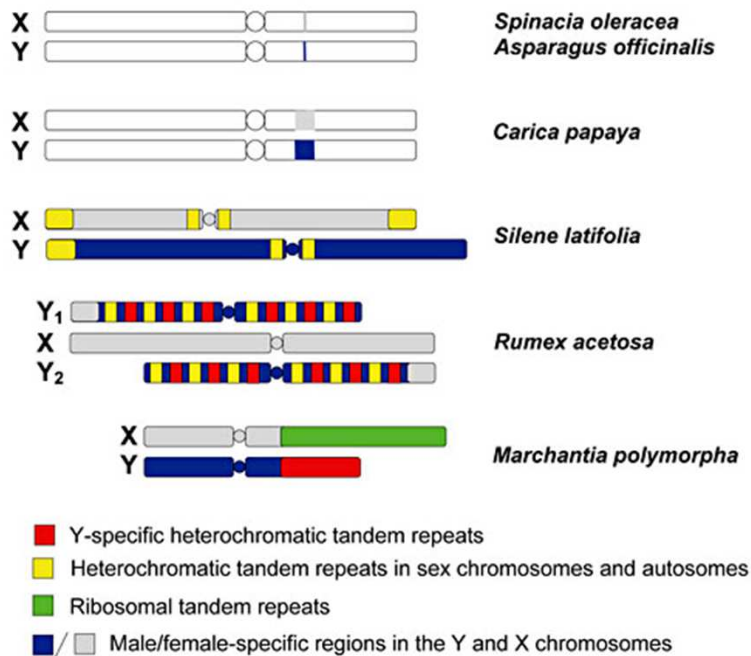 X
Spinacia oleracea
Y
Asparagus officinalis
X
Carica papaya
Y
X
Silene latifolia
Y
Y1
X
Rumex acetosa
Y2
X
Marchantia polymorpha
Y
Y-specific heterochromatic tandem repeats
Heterochromatic tandem repeats in sex chromosomes and autosomes
Ribosomal tandem repeats
/ Male/female-specific regions in the Y and X chromosomes